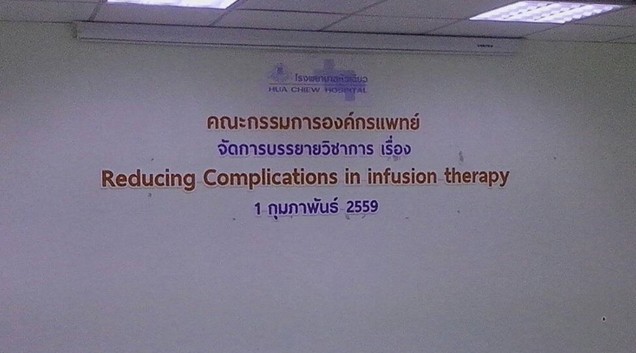 โรงพยาบาลหัวเฉียว
HUA CHIEW HOSPITAL
คณะกรรมการองค์กรแพทย์
จัดการบรรยายวิชาการ เรื่อง
Reducing Complications in infusion therapy
1 กุมภาพันธ์ 2559